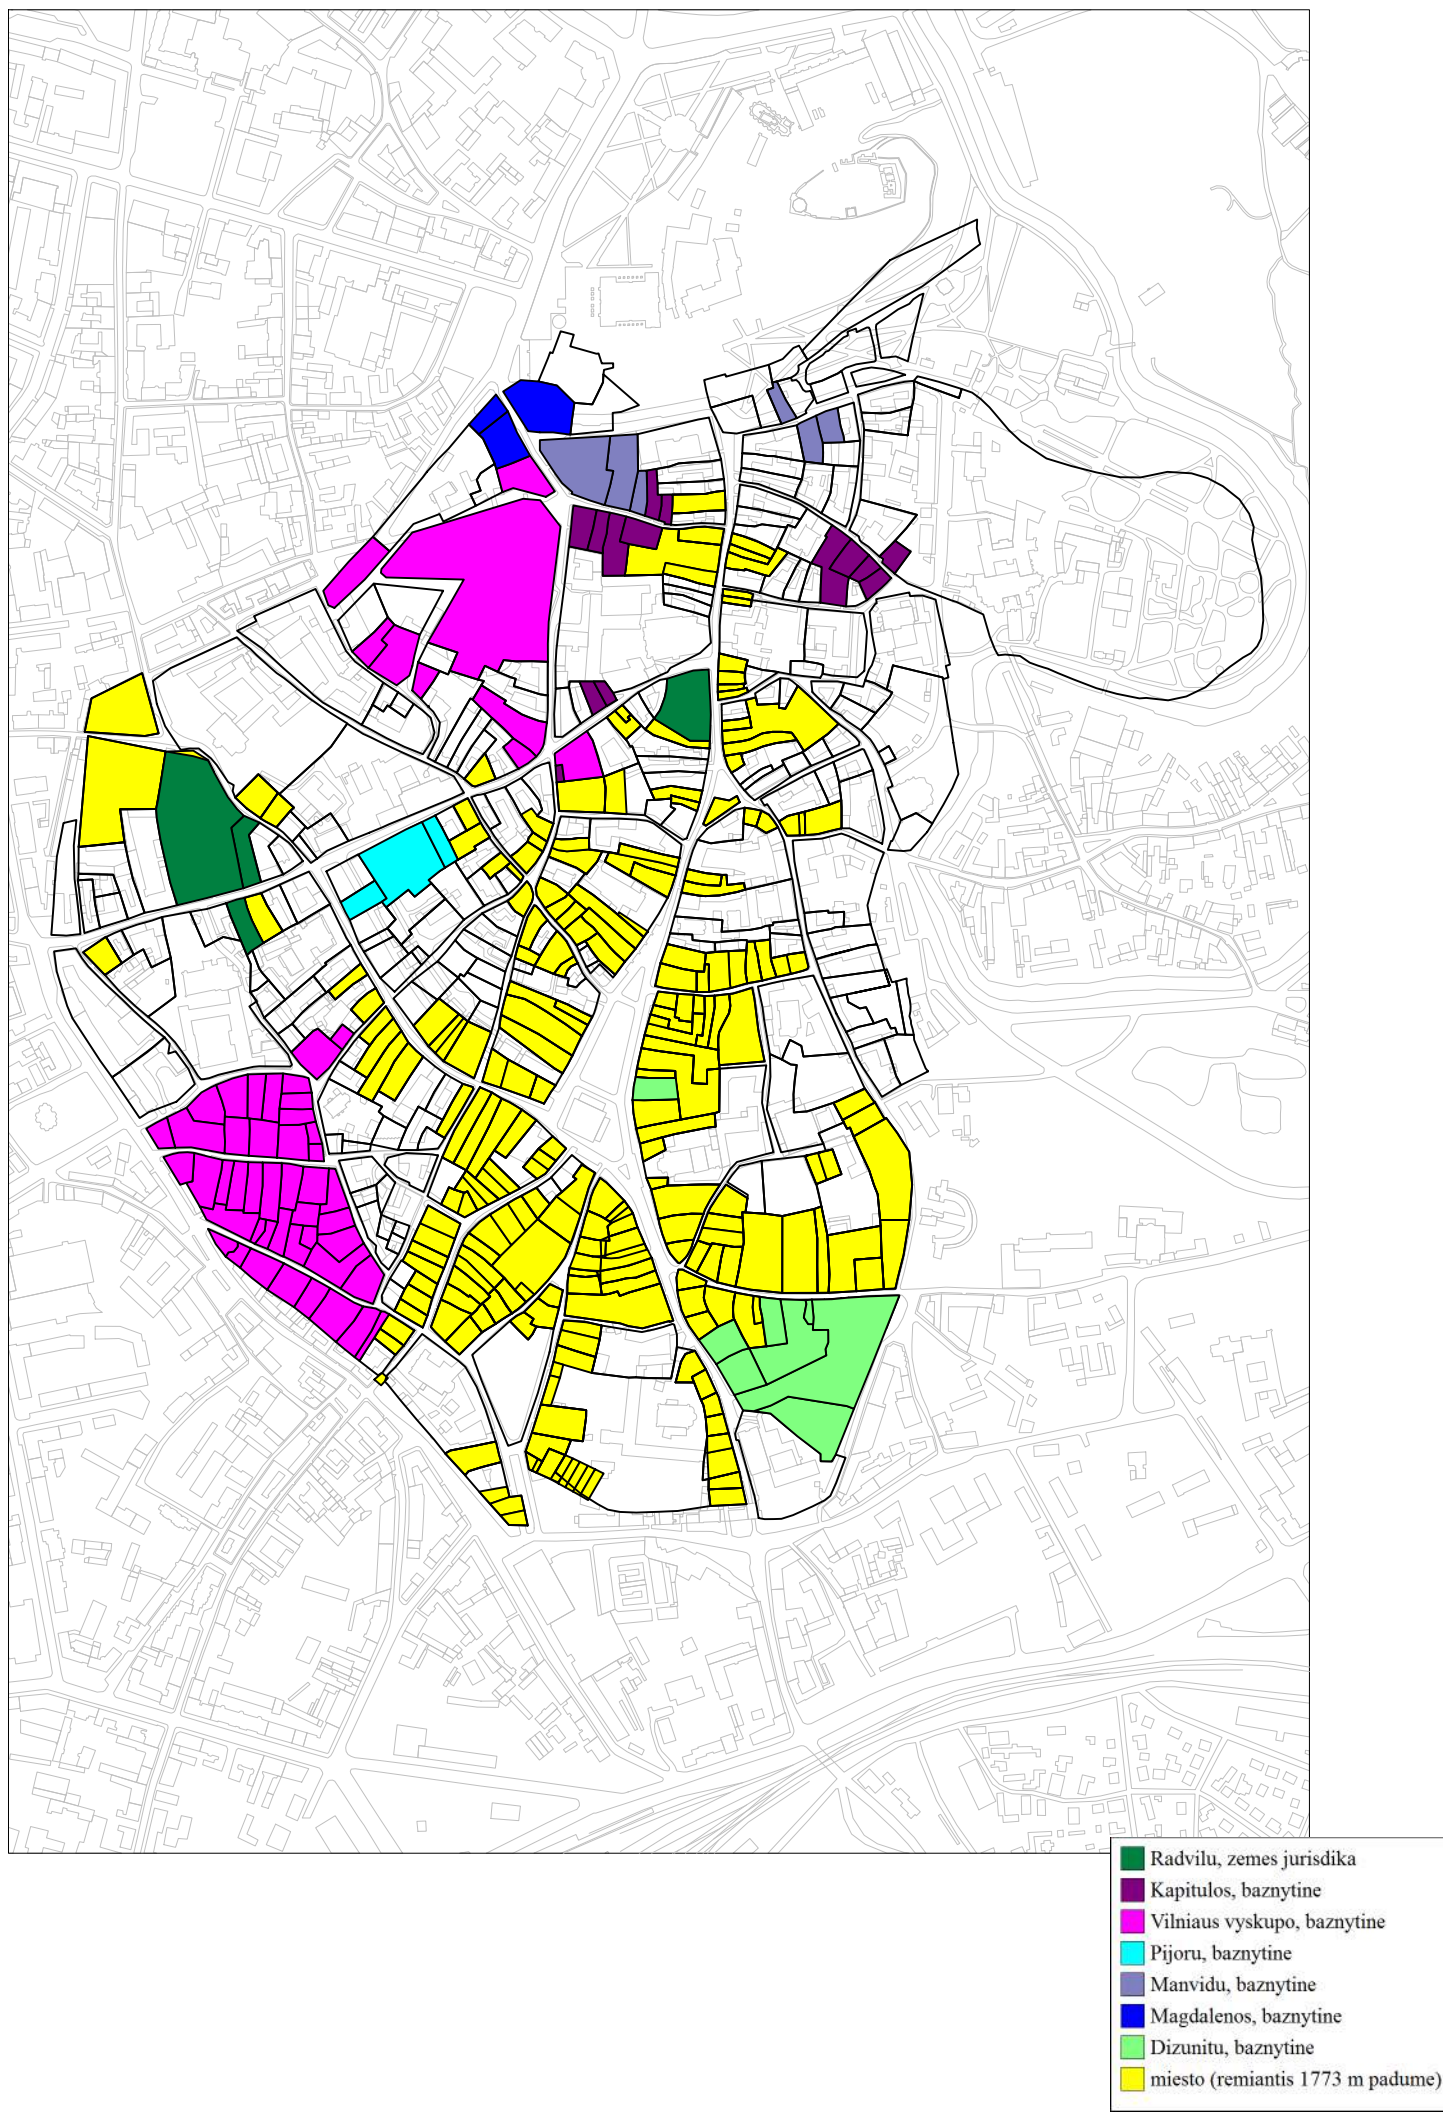 Radvilu, zemes jurisdika
Kapitulos, baznytine
Vilniaus vyskupo, baznytine
Pijoru, baznytine
Manvidu, baznytine
Magdalenos, baznytine
Dizunitu, baznytine
miesto (remiantis 1773 m padume)